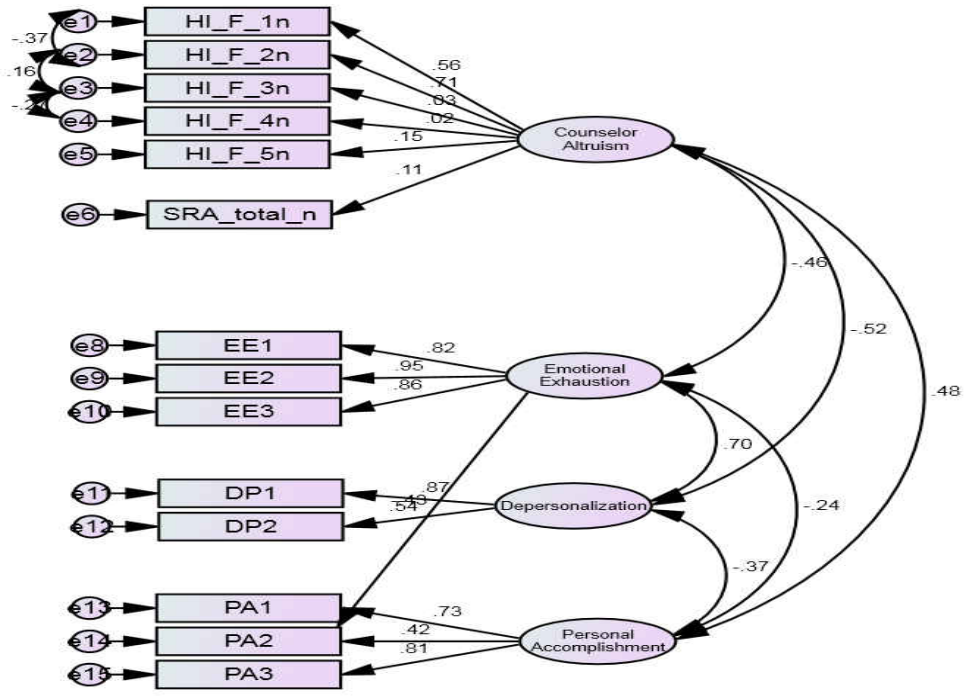 e1 HI_F_1n
-.37
e2 HI_F_2n
.16
e3 HI_F_3n
e4 HI_F_4n
e5 HI_F_5n
e6 SRA_total_n
.56
.71
.03
.02
.15
.11
Counselor
Altruism
-.46
-.52
.48
e8 EE1
e9 EE2
e10 EE3
.82
.95
.86
Emotional
Exhaustion
.70
-.24
e11 DP1
e12 DP2
.87
.54
Depersonalization
-.37
e13 PA1
e14 PA2
e15 PA3
.73
.42
.81
Personal
Accomplishment